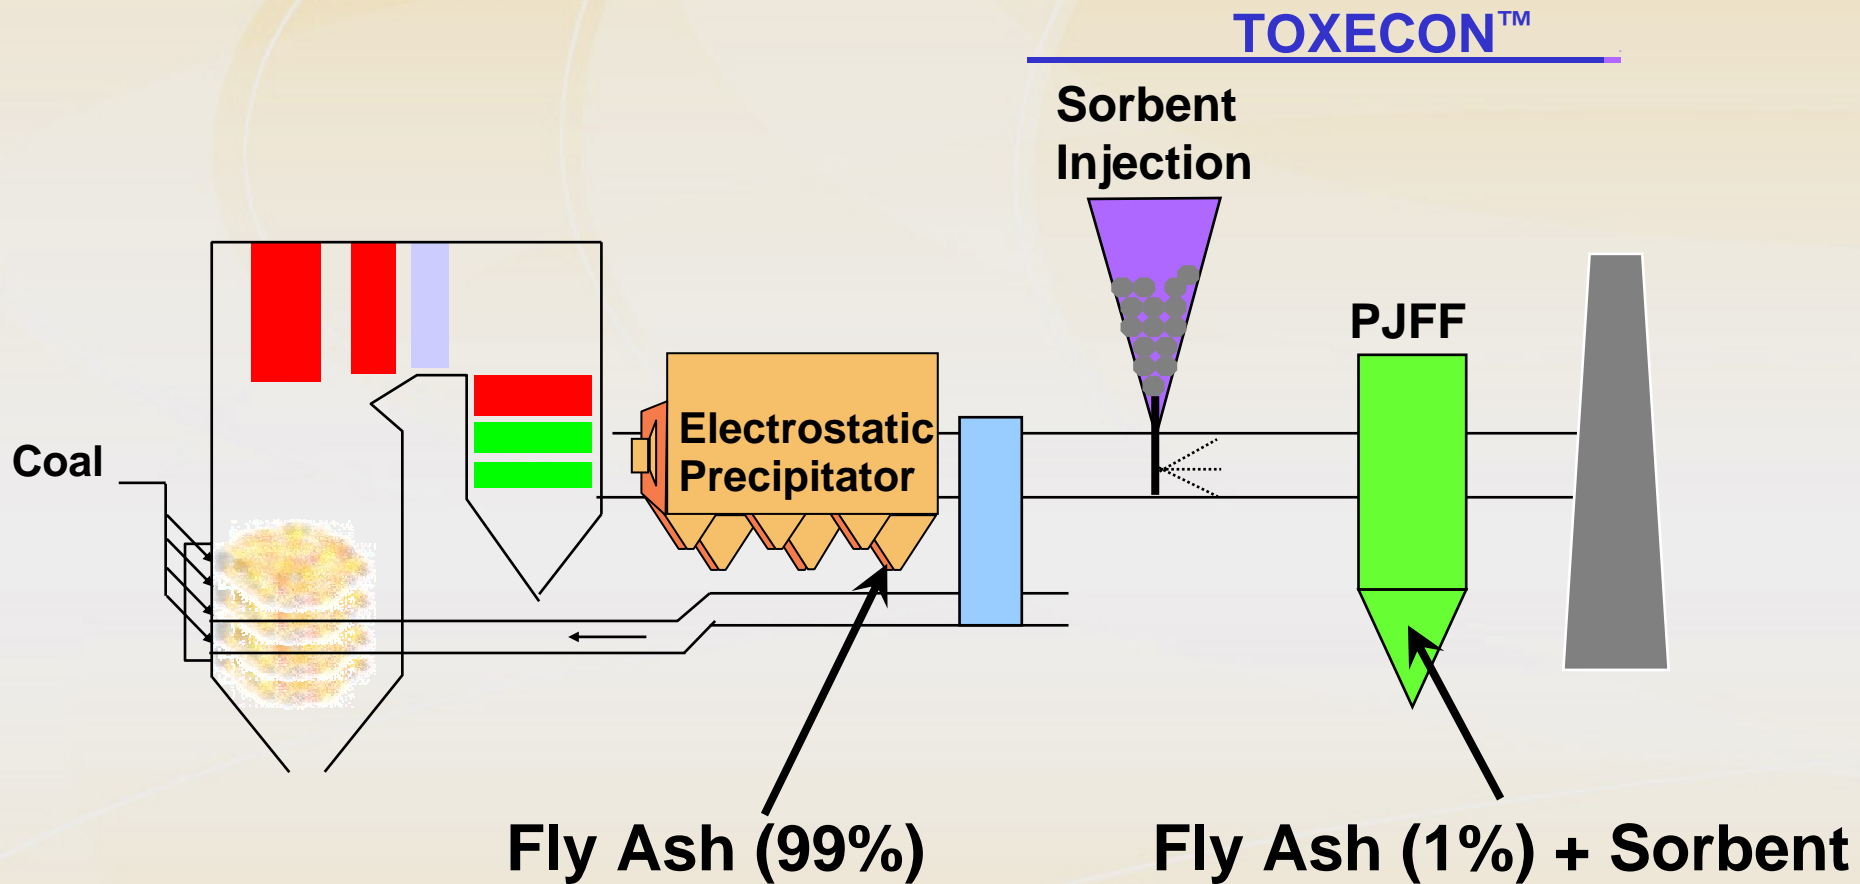 TOXECON™
Sorbent
Injection
PJFF
Electrostatic
Precipitator
Coal
Fly Ash (99%)
Fly Ash (1%) + Sorbent